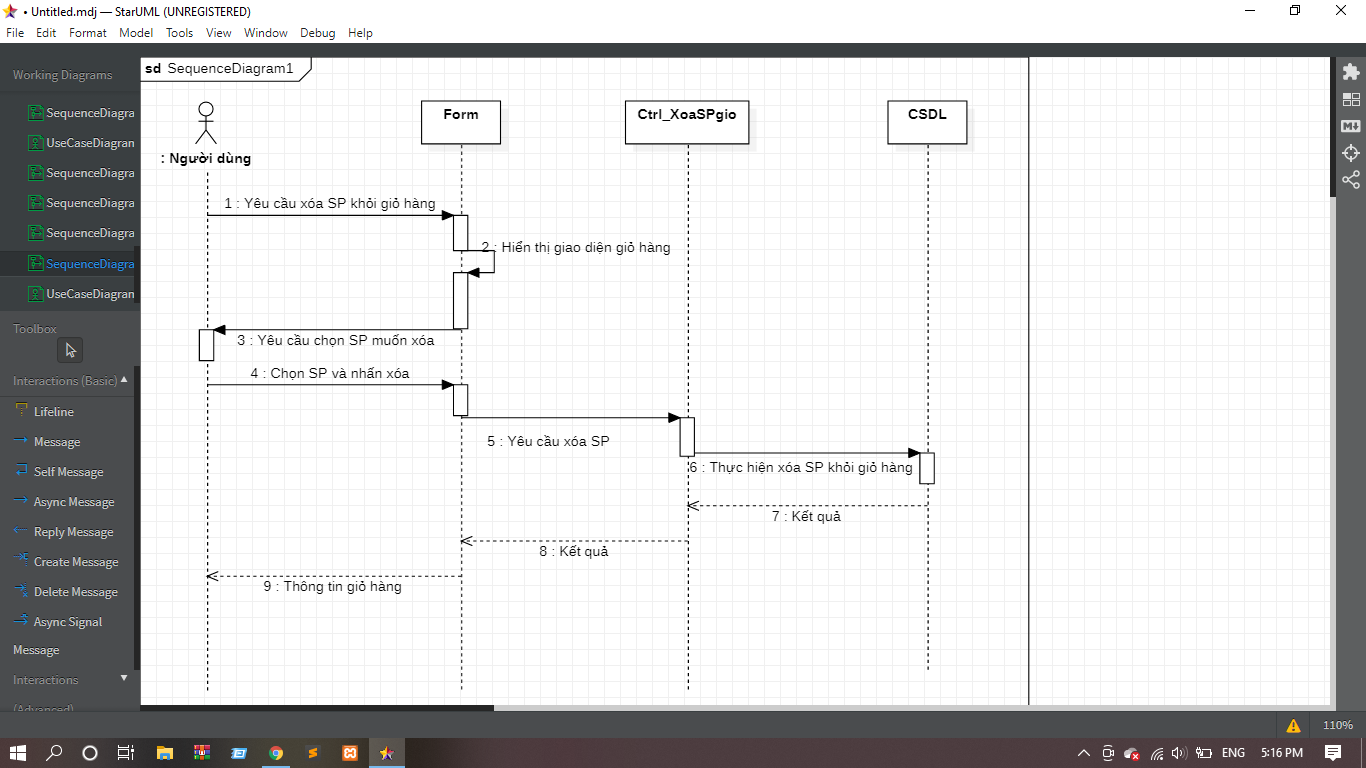 • Untitled.mdj — StarUML (UNREGISTERED)
File Edit Format Model Tools View Window Debug Help
Working Diagrams
SequenceDiagra
UseCaseDiagran
SequenceDiagra
SequenceDiagra
SequenceDiagra
SequenceDiagra
UseCaseDiagran
Toolbox
Interactions (Basic)
Lifeline
Message
Self Message
Async Message
Reply Message
Create Message
Delete Message
Async Signal
Message
Interactions
(Advanced)
sd SequenceDiagram1
: Người dùng
Form
Ctrl_XoaSPgio
CSDL
1 : Yêu cầu xóa SP khỏi giỏ hàng
2 : Hiển thị giao diện giỏ hàng
3 : Yêu cầu chọn SP muốn xóa
4 : Chọn SP và nhấn xóa
5 : Yêu cầu xóa SP
6 : Thực hiện xóa SP khỏi giỏ hàng
7 : Kết quả
8 : Kết quả
9 : Thông tin giỏ hàng
110%
ENG 5:16 PM